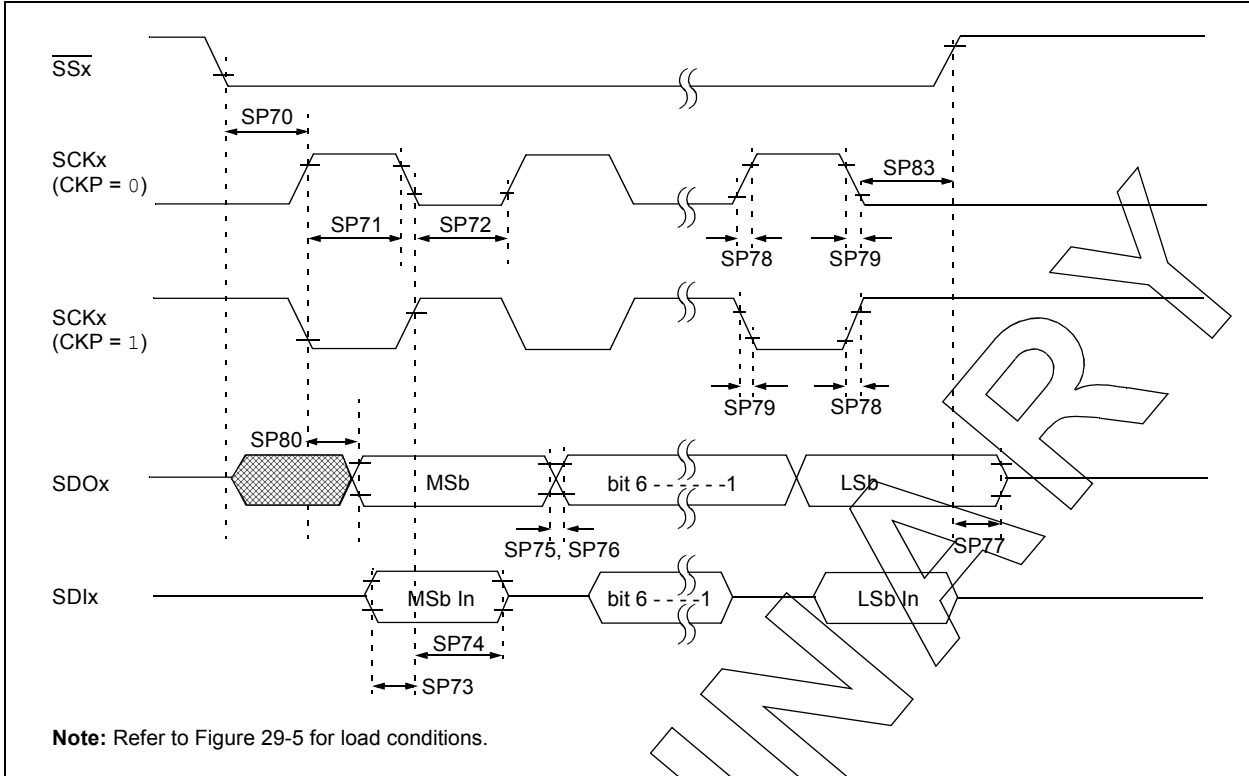 SSx
SP70
SCKx
(CKP = 0)
SP83
SP71
SP72
SP78
SP79
SCKx
(CKP = 1)
SP79
SP78
SP80
SDOx
MSb
bit 6 - - - - - -1
LSb
SP75, SP76
SP77
SDIx
MSb In
bit 6 - - - -1
LSb In
SP74
SP73
Note: Refer to Figure 29-5 for load conditions.
I N A R Y